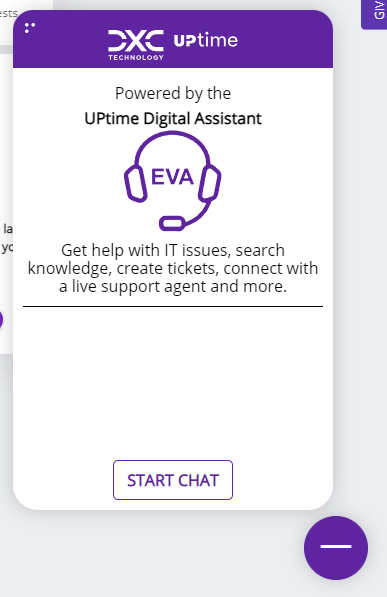 ests
GIV
DXC UPtime
TECHNOLOGY
Powered by the
UPtime Digital Assistant
EVA
la
yo
Get help with IT issues, search
knowledge, create tickets, connect with
a live support agent and more.
START CHAT